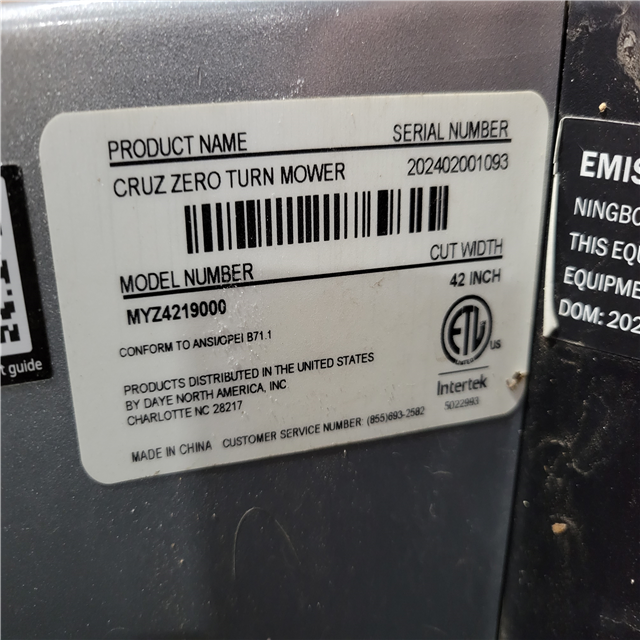 PRODUCT NAME
SERIAL NUMBER
CRUZ ZERO TURN MOWER
202402001093
MODEL NUMBER
CUT WIDTH
MYZ4219000
42 INCH
CONFORM TO ANSI/OPEI B71.1
ETL
US
Intertek
5022993
PRODUCTS DISTRIBUTED IN THE UNITED STATES
BY DAYE NORTH AMERICA, INC
CHARLOTTE NC 28217
MADE IN CHINA CUSTOMER SERVICE NUMBER: (855)693-2582
guide
EMIS
NINGBO
THIS EQU
EQUIPME
DOM: 202